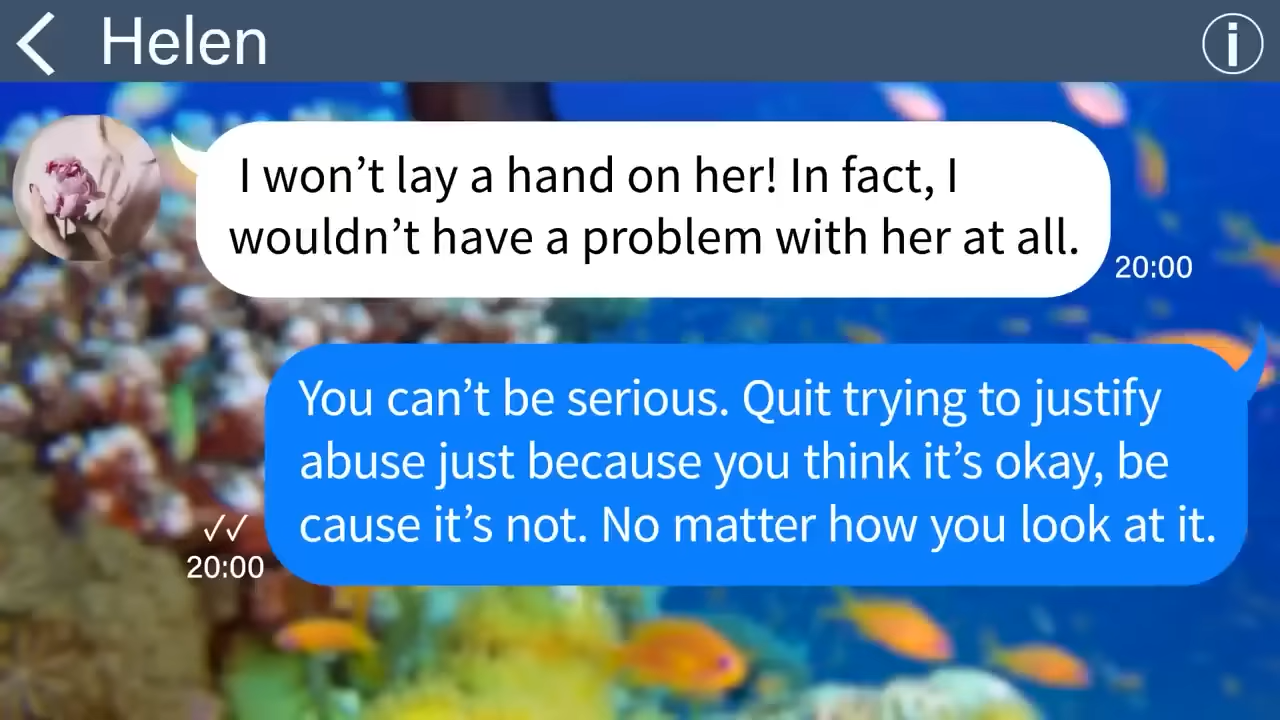 Helen
I won’t lay a hand on her! In fact, I
wouldn’t have a problem with her at all.
20:00
You can’t be serious. Quit trying to justify
abuse just because you think it’s okay, be
cause it’s not. No matter how you look at it.
20:00